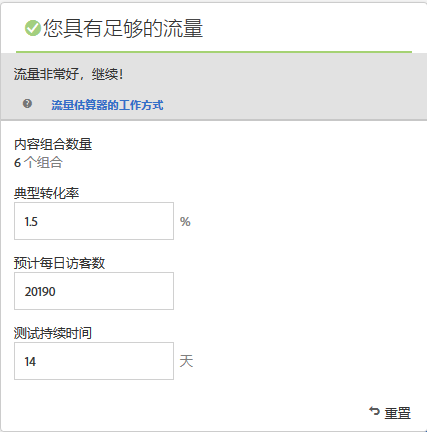 您具有足够的流量
流量非常好，继续！
流量估算器的工作方式
内容组合数量
6 个组合
典型转化率
1.5 %
预计每日访客数
20190
测试持续时间
14 天
重置